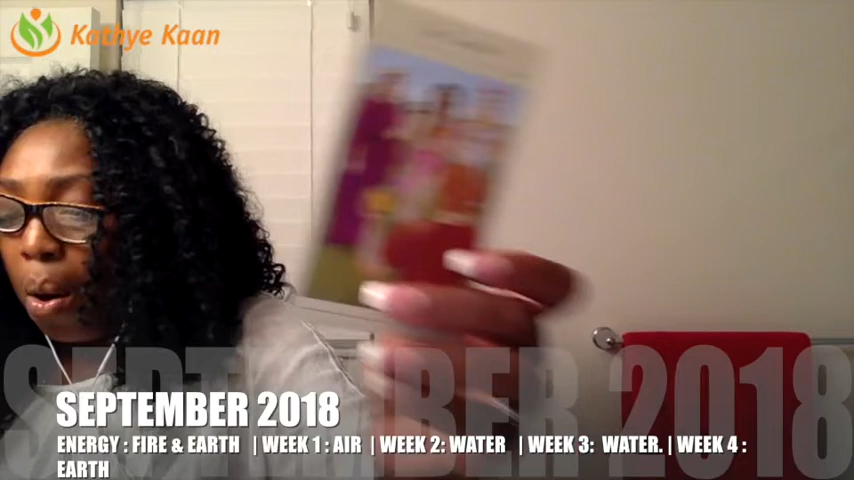 Kathye Kaan
SEPTEMBER 2018
SEPTEMBER 2018
ENERGY : FIRE & EARTH | WEEK 1 : AIR | WEEK 2: WATER | WEEK 3: WATER. | WEEK 4 :
EARTH